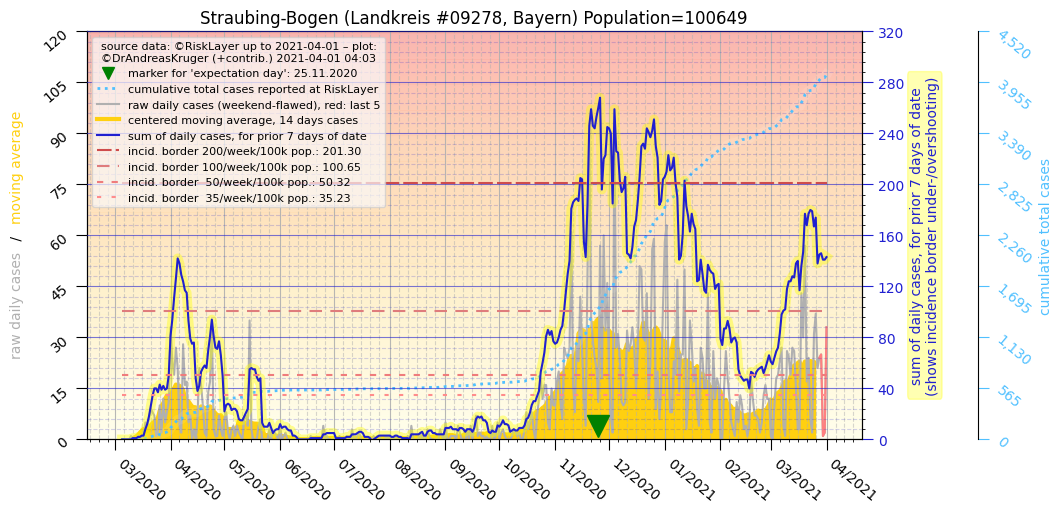 Straubing-Bogen (Landkreis #09278, Bayern) Population=100649
source data: ©RiskLayer up to 2021-04-01 – plot:
©DrAndreasKruger (+contrib.) 2021-04-01 04:03
marker for 'expectation day': 25.11.2020
cumulative total cases reported at RiskLayer
raw daily cases (weekend-flawed), red: last 5
centered moving average, 14 days cases
sum of daily cases, for prior 7 days of date
incid. border 200/week/100k pop.: 201.30
incid. border 100/week/100k pop.: 100.65
incid. border  50/week/100k pop.: 50.32
incid. border  35/week/100k pop.: 35.23
raw daily cases / moving average
120
105
90
75
60
45
30
15
0
03/2020
04/2020
05/2020
06/2020
07/2020
08/2020
09/2020
10/2020
11/2020
12/2020
01/2021
02/2021
03/2021
04/2021
320
280
240
200
160
120
80
40
0
sum of daily cases, for prior 7 days of date
(shows incidence border under-/overshooting)
4,520
3,955
3,390
2,825
2,260
1,695
1,130
565
0
cumulative total cases